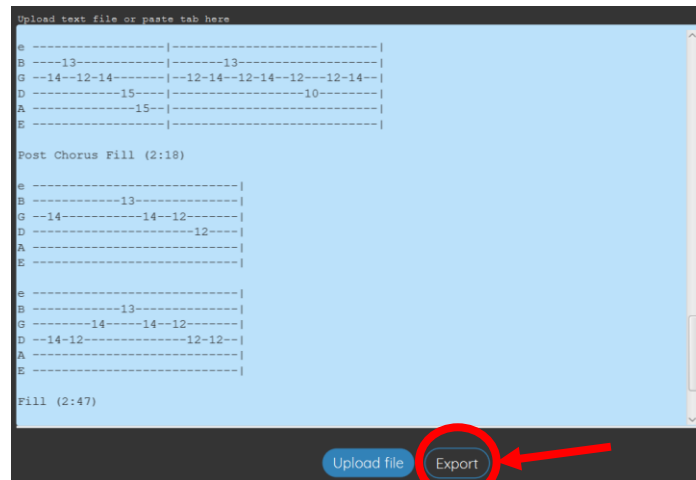 Upload text file or paste tab here
e ------------------|----------------------------|
B ----13------------|-------13-------------------|
G --14--12-14-------|--12-14--12-14--12---12-14--|
D ------------15----|------------------10--------|
A --------------15--|----------------------------|
E ------------------|----------------------------|
Post Chorus Fill (2:18)
e ----------------------------|
B ------------13--------------|
G --14-----------14--12-------|
D ----------------------12----|
A ----------------------------|
E ----------------------------|
e ----------------------------|
B ------------13--------------|
G --------14-----14--12-------|
D --14-12--------------12-12--|
A ----------------------------|
E ----------------------------|
Fill (2:47)
Upload file Export